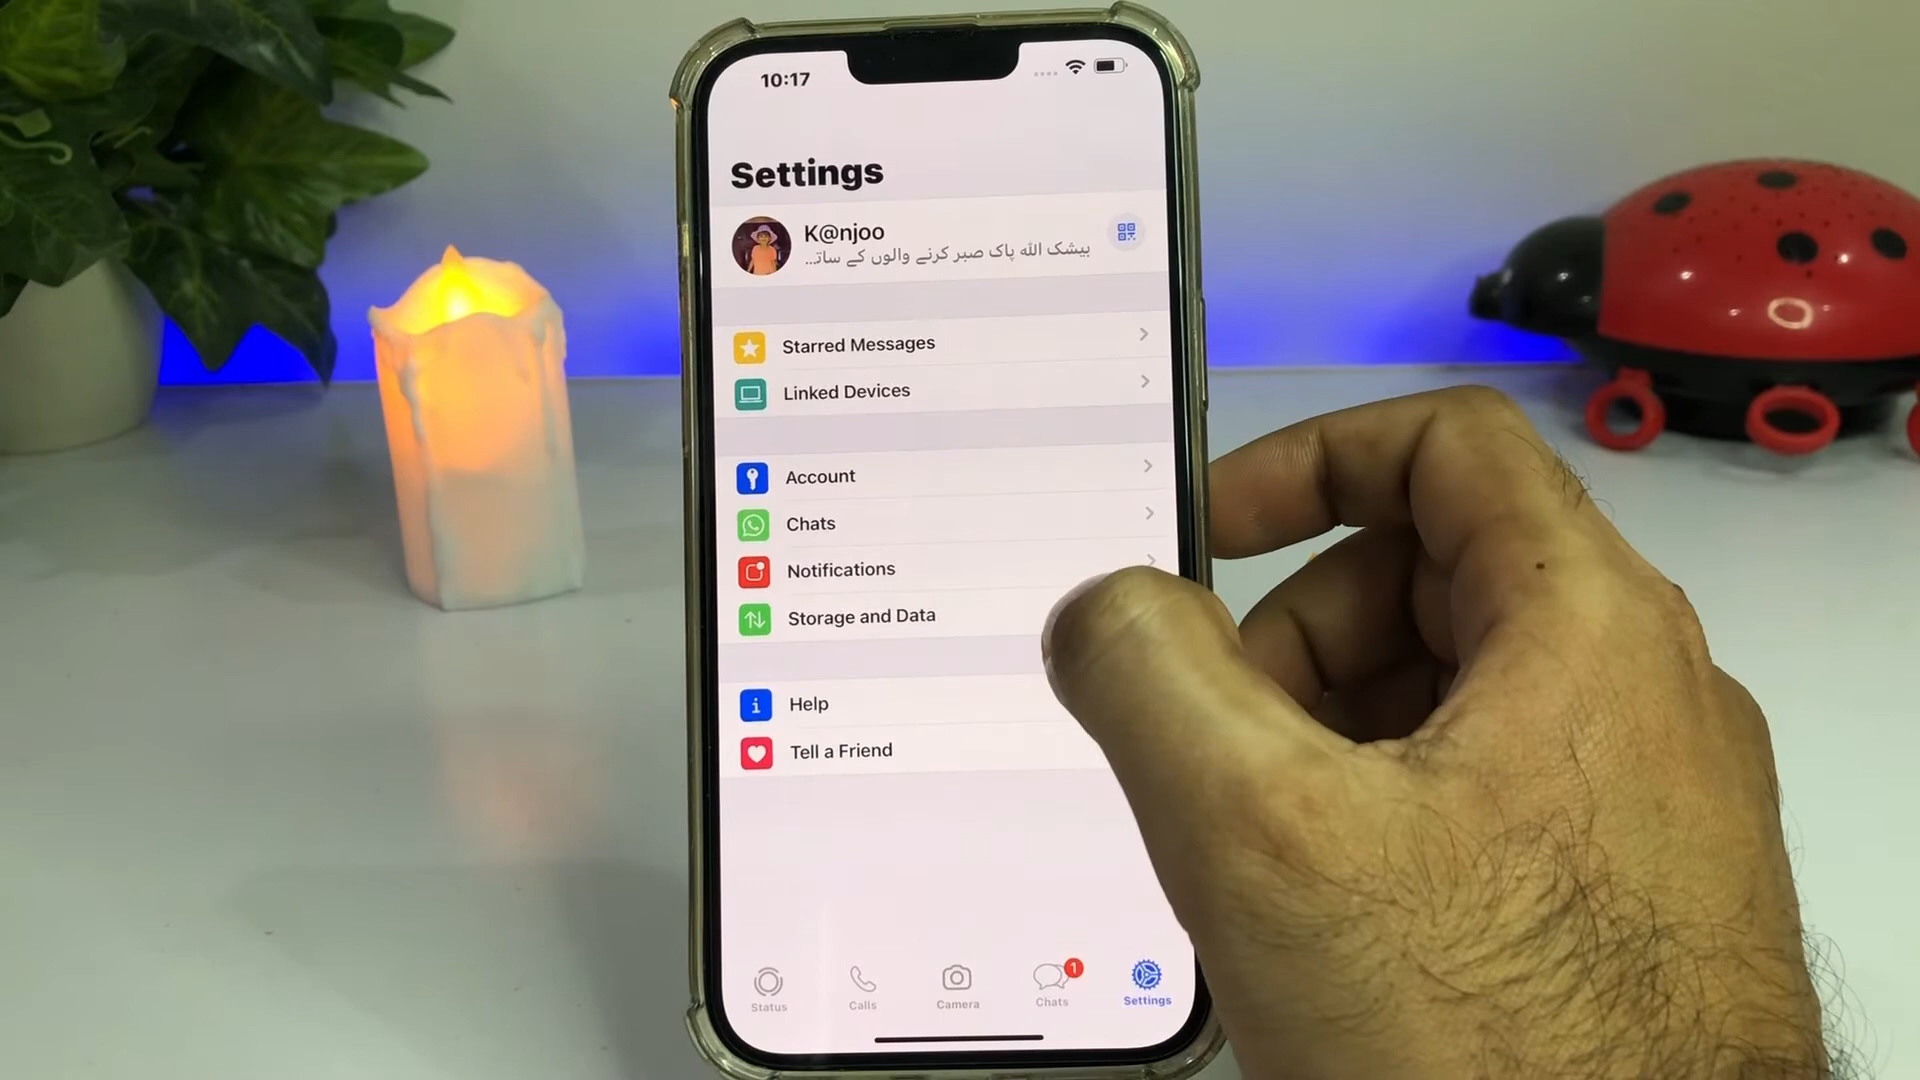 10:17
Settings
K@njoo
بیشک اللہ پاک صبر کرنے والوں کے ساتـ...
Starred Messages
Linked Devices
Account
Chats
Notifications
Storage and Data
Help
Tell a Friend
Status
Calls
Camera
Chats
1
Settings